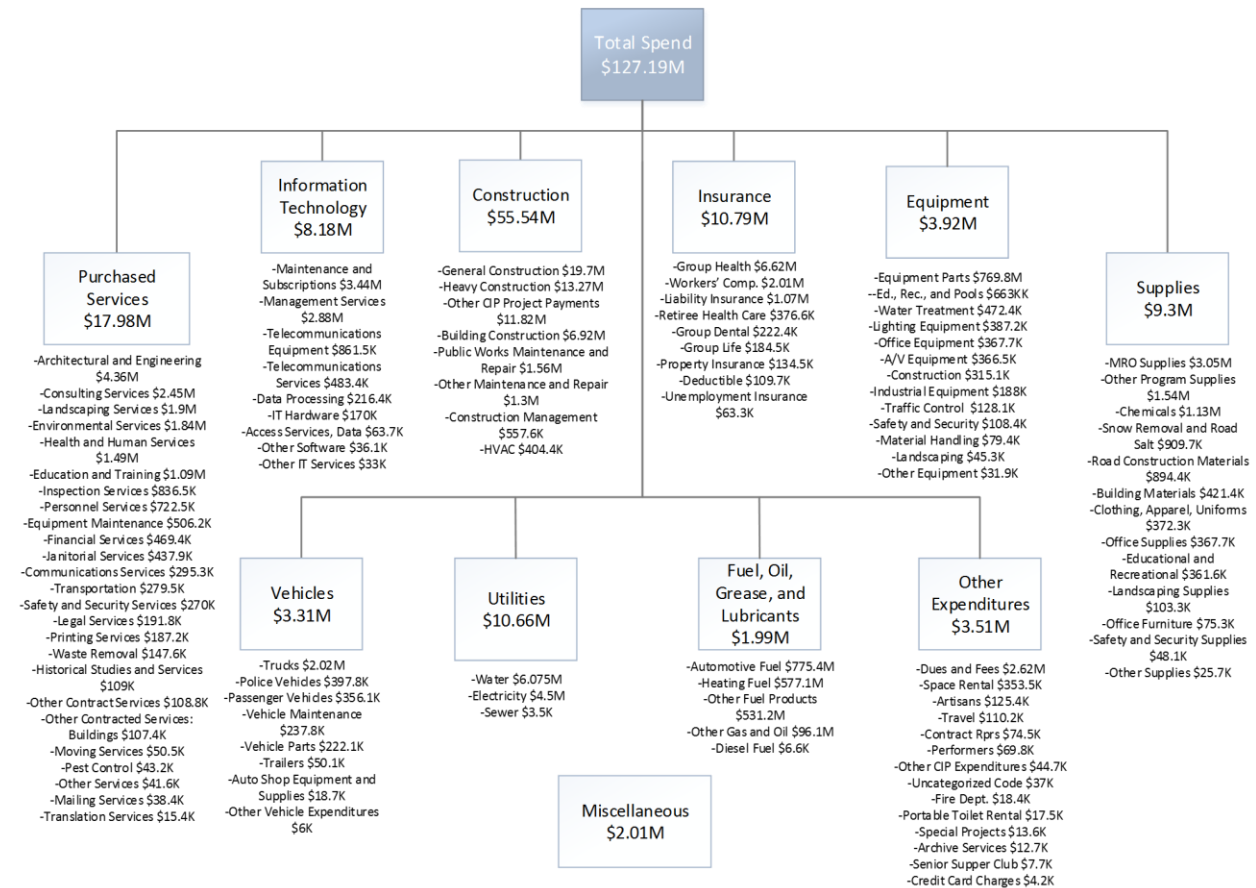 Total Spend
$127.19M
Purchased
Services
$17.98M
-Architectural and Engineering
$4.36M
-Consulting Services $2.45M
-Landscaping Services $1.9M
-Environmental Services $1.84M
-Health and Human Services
$1.49M
-Education and Training $1.09M
-Inspection Services $836.5K
-Personnel Services $722.5K
-Equipment Maintenance $506.2K
-Financial Services $469.4K
-Janitorial Services $437.9K
-Communications Services $295.3K
-Transportation $279.5K
-Safety and Security Services $270K
-Legal Services $191.8K
-Printing Services $187.2K
-Waste Removal $147.6K
-Historical Studies and Services
$109K
-Other Contract Services $108.8K
-Other Contracted Services:
Buildings $107.4K
-Moving Services $50.5K
-Pest Control $43.2K
-Other Services $41.6K
-Mailing Services $38.4K
-Translation Services $15.4K
Information
Technology
$8.18M
-Maintenance and
Subscriptions $3.44M
-Management Services
$2.88M
-Telecommunications
Equipment $861.5K
-Telecommunications
Services $483.4K
-Data Processing $216.4K
-IT Hardware $170K
-Access Services, Data $63.7K
-Other Software $36.1K
-Other IT Services $33K
Construction
$55.54M
-General Construction $19.7M
-Heavy Construction $13.27M
-Other CIP Project Payments
$11.82M
-Building Construction $6.92M
-Public Works Maintenance and
Repair $1.56M
-Other Maintenance and Repair
$1.3M
-Construction Management
$557.6K
-HVAC $404.4K
Insurance
$10.79M
-Group Health $6.62M
-Workers' Comp. $2.01M
-Liability Insurance $1.07M
-Retiree Health Care $376.6K
-Group Dental $222.4K
-Group Life $184.5K
-Property Insurance $134.5K
-Deductible $109.7K
-Unemployment Insurance
$63.3K
Equipment
$3.92M
-Equipment Parts $769.8M
--Ed., Rec., and Pools $663KK
-Water Treatment $472.4K
-Lighting Equipment $387.2K
-Office Equipment $367.7K
-A/V Equipment $366.5K
-Construction $315.1K
-Industrial Equipment $188K
-Traffic Control $128.1K
-Safety and Security $108.4K
-Material Handling $79.4K
-Landscaping $45.3K
-Other Equipment $31.9K
Supplies
$9.3M
-MRO Supplies $3.05M
-Other Program Supplies
$1.54M
-Chemicals $1.13M
-Snow Removal and Road
Salt $909.7K
-Road Construction Materials
$894.4K
-Building Materials $421.4K
-Clothing, Apparel, Uniforms
$372.3K
-Office Supplies $367.7K
-Educational and
Recreational $361.6K
-Landscaping Supplies
$103.3K
-Office Furniture $75.3K
-Safety and Security Supplies
$48.1K
-Other Supplies $25.7K
Vehicles
$3.31M
-Trucks $2.02M
-Police Vehicles $397.8K
-Passenger Vehicles $356.1K
-Vehicle Maintenance
$237.8K
-Vehicle Parts $222.1K
-Trailers $50.1K
-Auto Shop Equipment and
Supplies $18.7K
-Other Vehicle Expenditures
$6K
Utilities
$10.66M
-Water $6.075M
-Electricity $4.5M
-Sewer $3.5K
Fuel, Oil,
Grease, and
Lubricants
$1.99M
-Automotive Fuel $775.4M
-Heating Fuel $577.1M
-Other Fuel Products
$531.2M
-Other Gas and Oil $96.1M
-Diesel Fuel $6.6K
Other
Expenditures
$3.51M
-Dues and Fees $2.62M
-Space Rental $353.5K
-Artisans $125.4K
-Travel $110.2K
-Contract Rprs $74.5K
-Performers $69.8K
-Other CIP Expenditures $44.7K
-Uncategorized Code $37K
-Fire Dept. $18.4K
-Portable Toilet Rental $17.5K
-Special Projects $13.6K
-Archive Services $12.7K
-Senior Supper Club $7.7K
-Credit Card Charges $4.2K
Miscellaneous
$2.01M